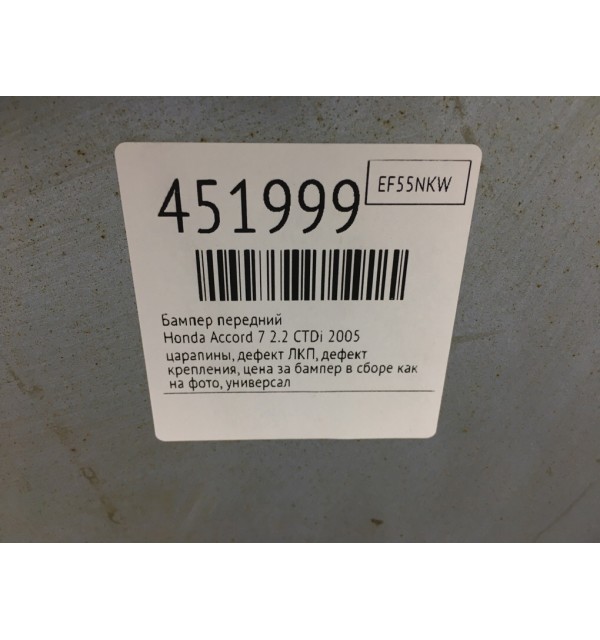 451999
EF55NKW
Бампер передний
Honda Accord 7 2.2 CTDi 2005
царапины, дефект ЛКП, дефект
крепления, цена за бампер в сборе как
на фото, универсал